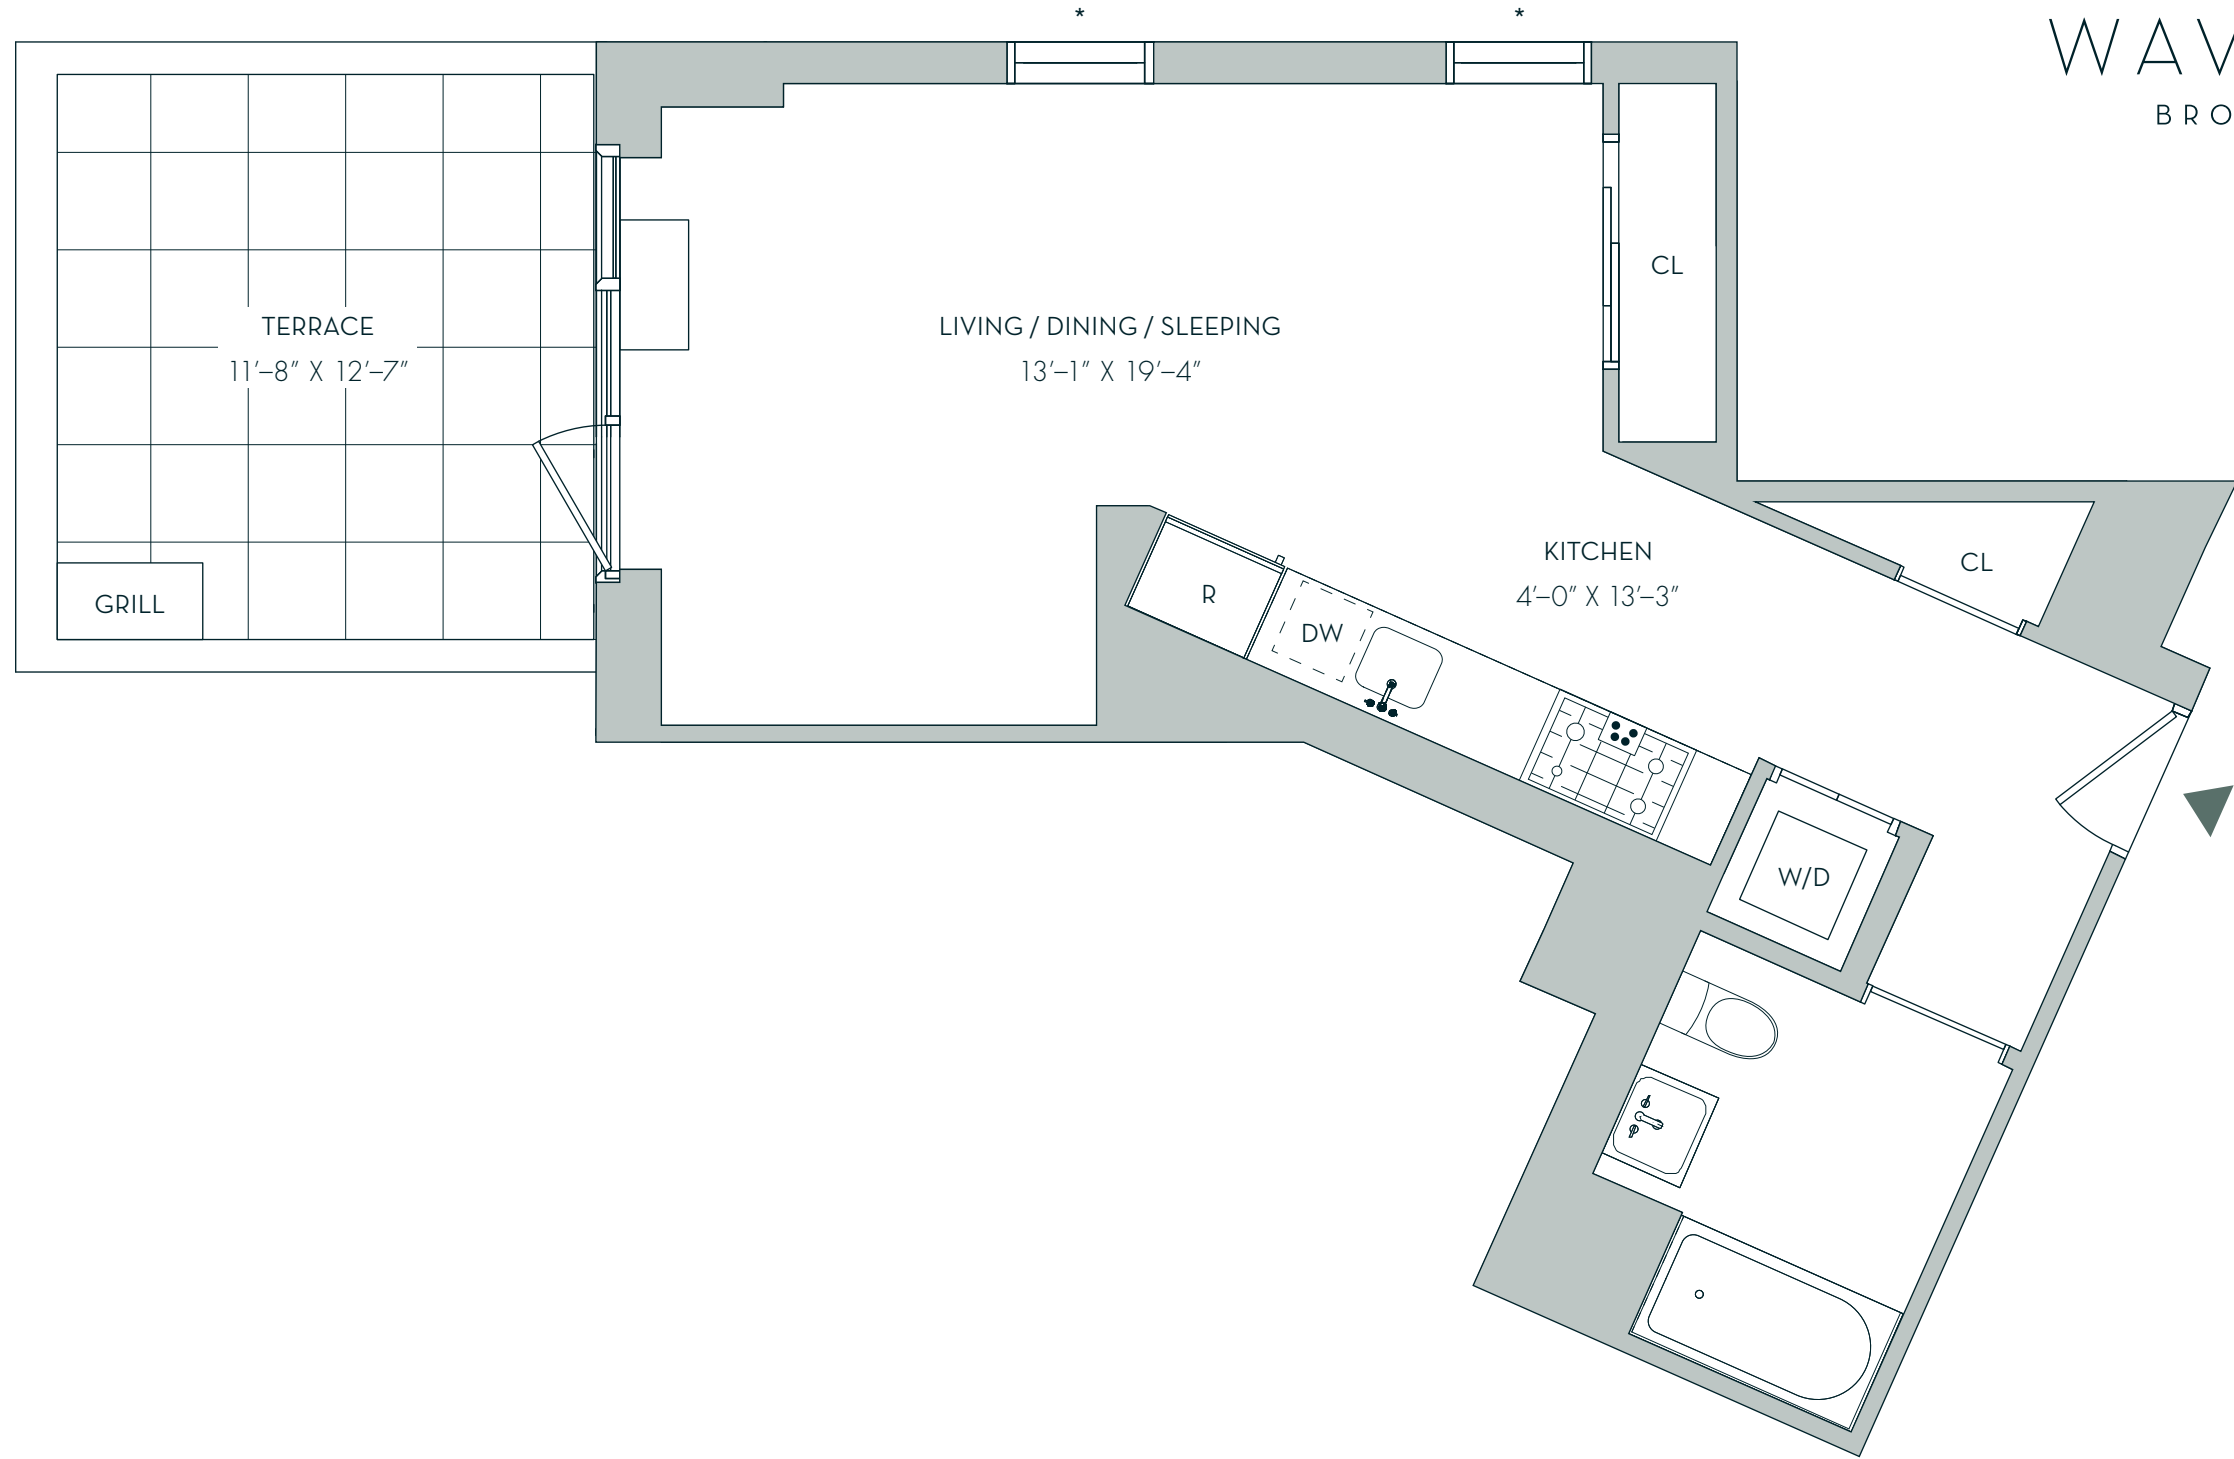 *
*
WAV
BRO
CL
TERRACE
11'–8" X 12'–7"
LIVING / DINING / SLEEPING
13'–1" X 19'–4"
KITCHEN
4'–0" X 13'–3"
CL
GRILL
R
DW
W/D